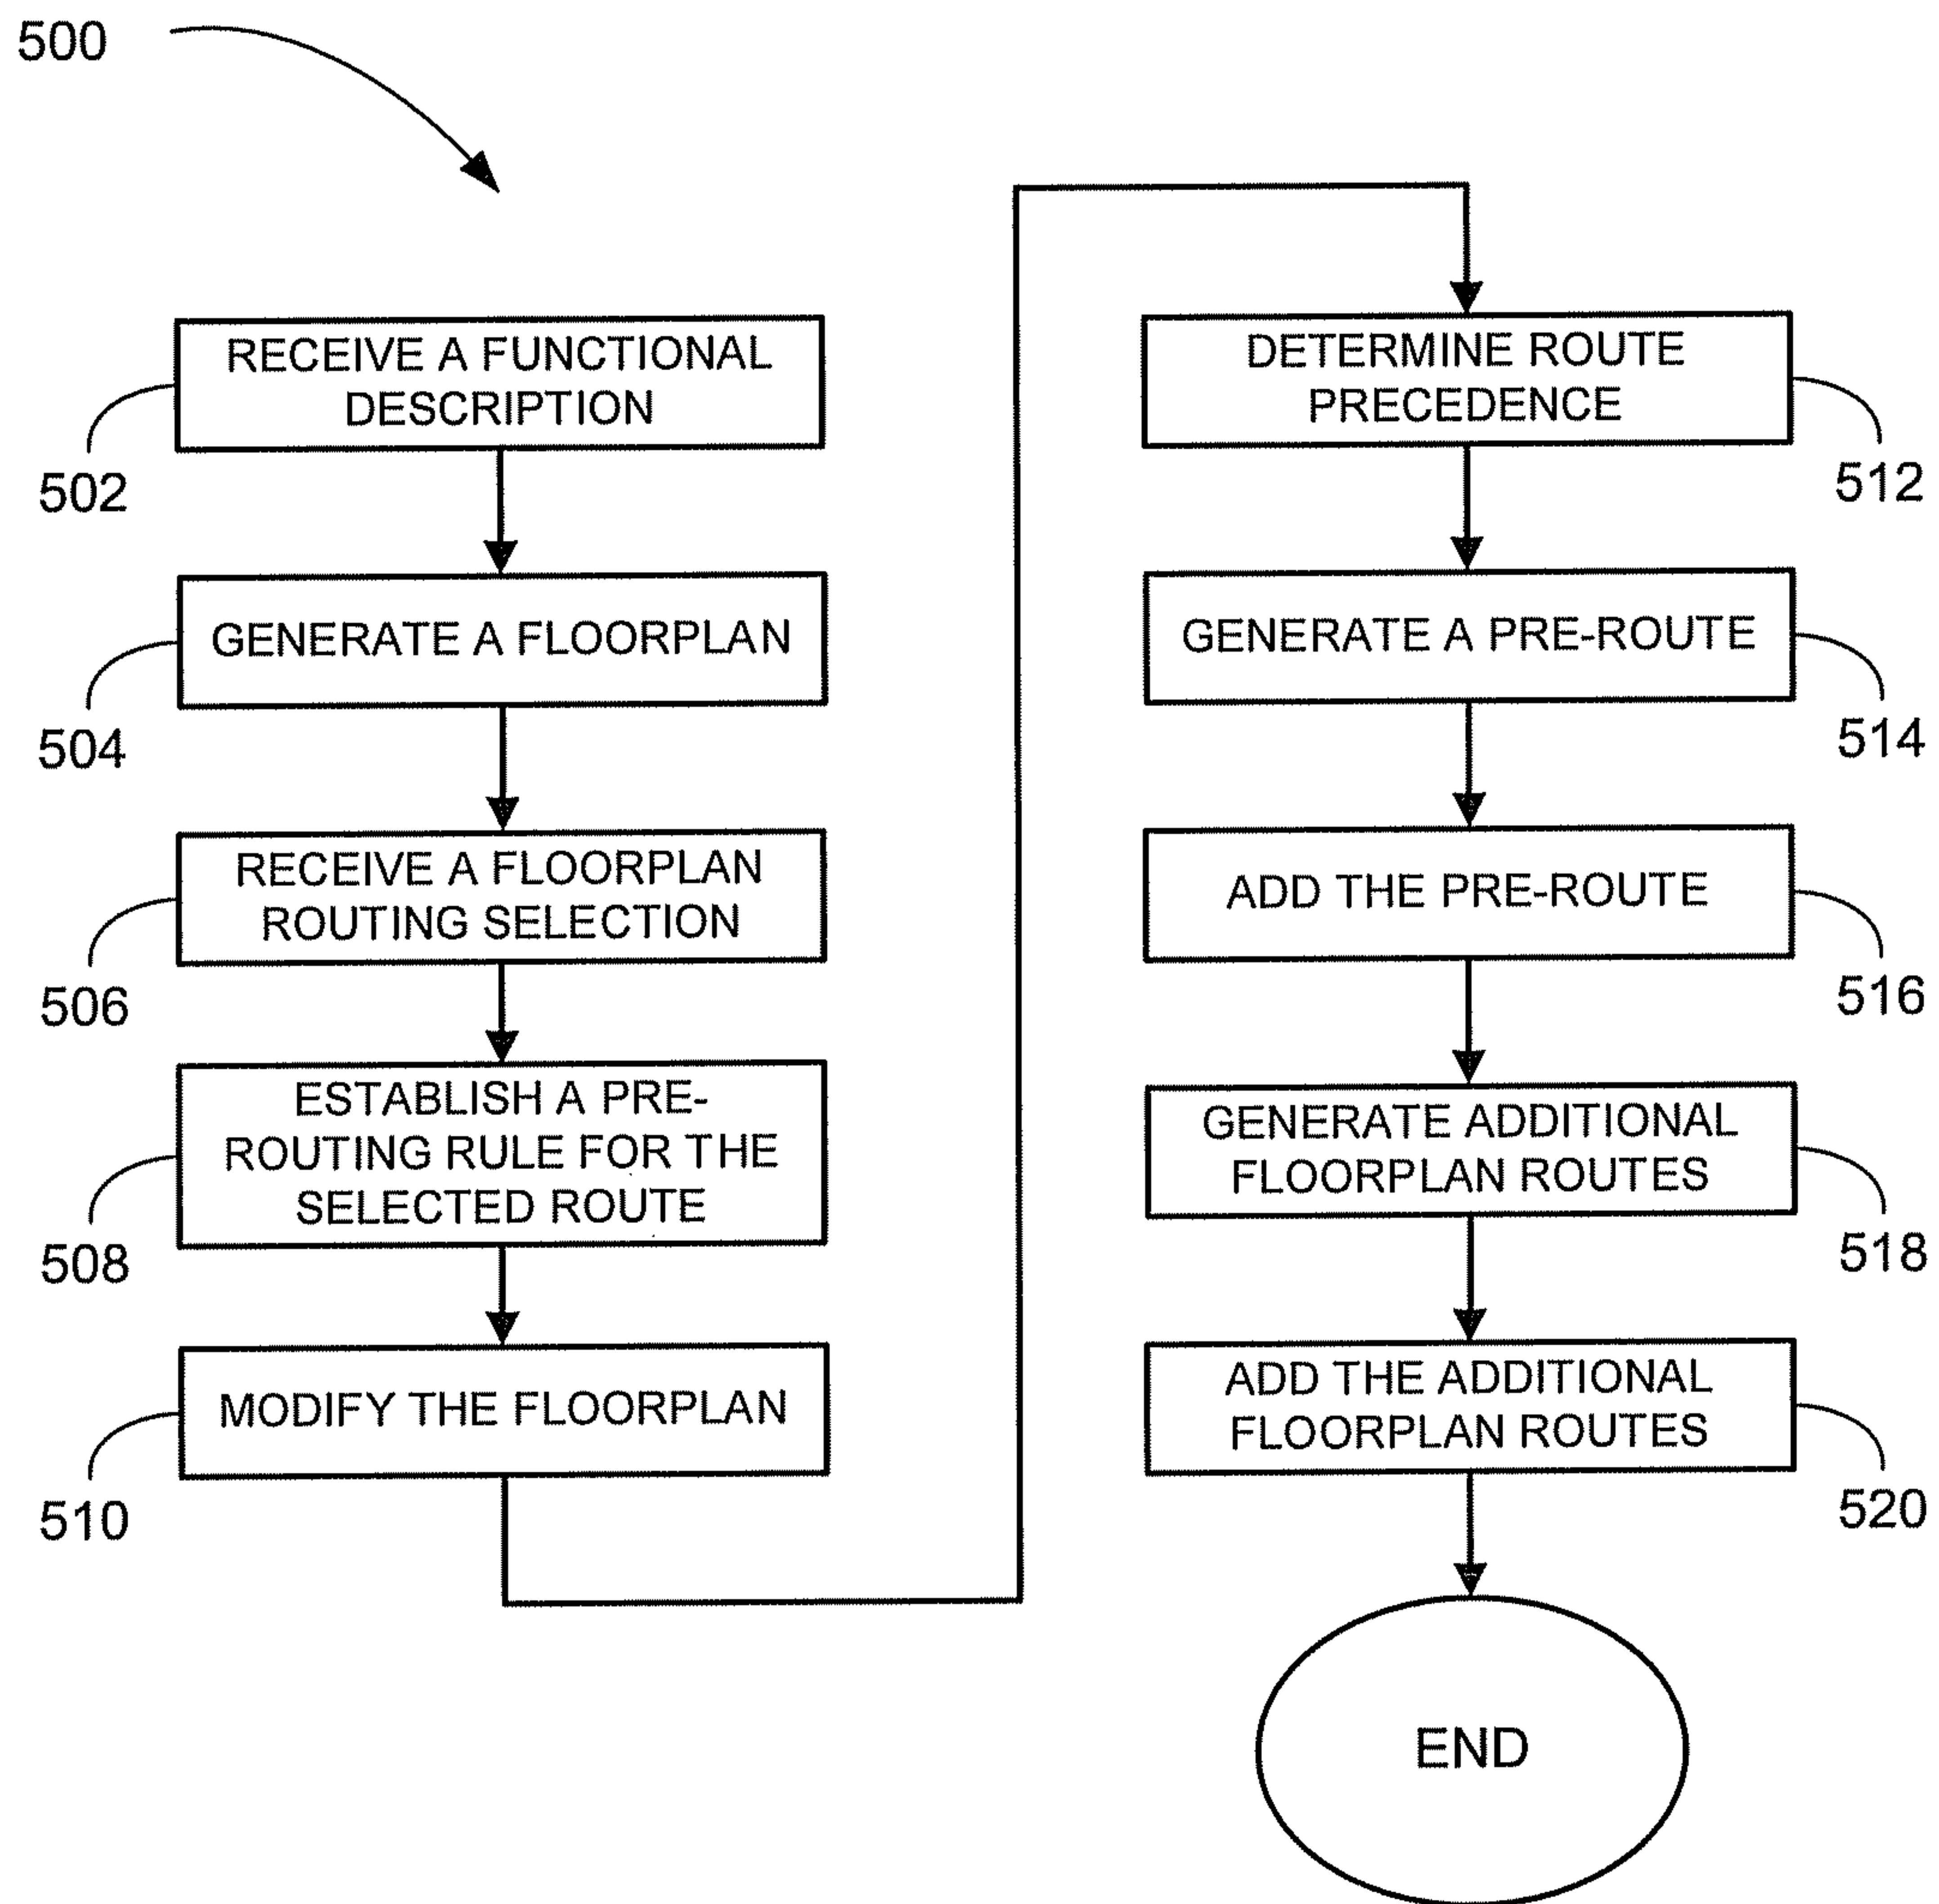 500
RECEIVE A FUNCTIONAL
DESCRIPTION
502
GENERATE A FLOORPLAN
504
RECEIVE A FLOORPLAN
ROUTING SELECTION
506
ESTABLISH A PRE-
ROUTING RULE FOR THE
SELECTED ROUTE
508
MODIFY THE FLOORPLAN
510
DETERMINE ROUTE
PRECEDENCE
512
GENERATE A PRE-ROUTE
514
ADD THE PRE-ROUTE
516
GENERATE ADDITIONAL
FLOORPLAN ROUTES
518
ADD THE ADDITIONAL
FLOORPLAN ROUTES
520
END